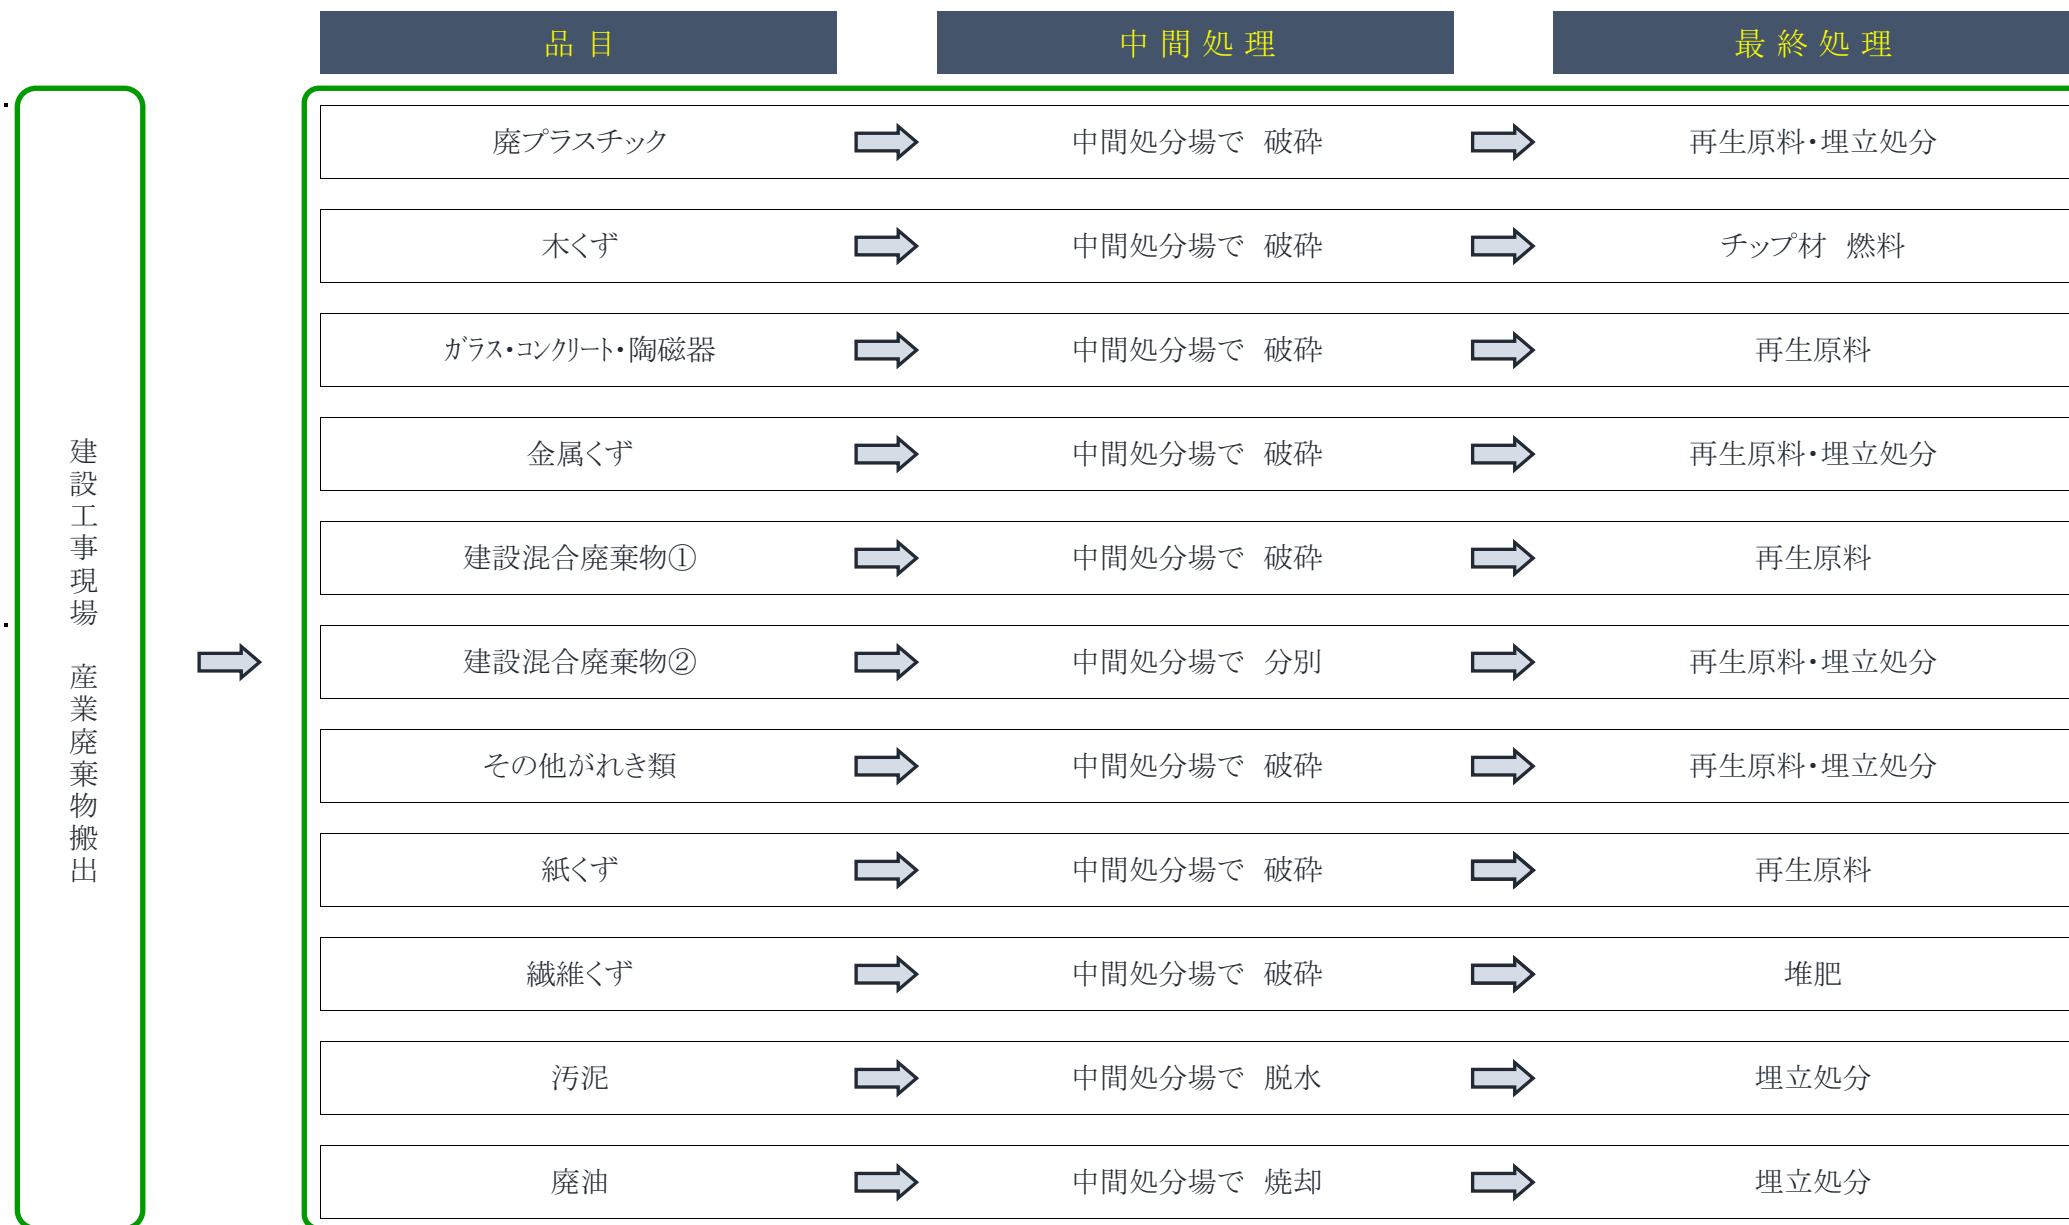 品目 中間処理 最終処理
建設工事現場　産業廃棄物搬出
廃プラスチック 中間処分場で　破砕 再生原料・埋立処分
木くず 中間処分場で　破砕 チップ材　燃料
ガラス・コンクリート・陶磁器 中間処分場で　破砕 再生原料
金属くず 中間処分場で　破砕 再生原料・埋立処分
建設混合廃棄物① 中間処分場で　破砕 再生原料
建設混合廃棄物② 中間処分場で　分別 再生原料・埋立処分
その他がれき類 中間処分場で　破砕 再生原料・埋立処分
紙くず 中間処分場で　破砕 再生原料
繊維くず 中間処分場で　破砕 堆肥
汚泥 中間処分場で　脱水 埋立処分
廃油 中間処分場で　焼却 埋立処分